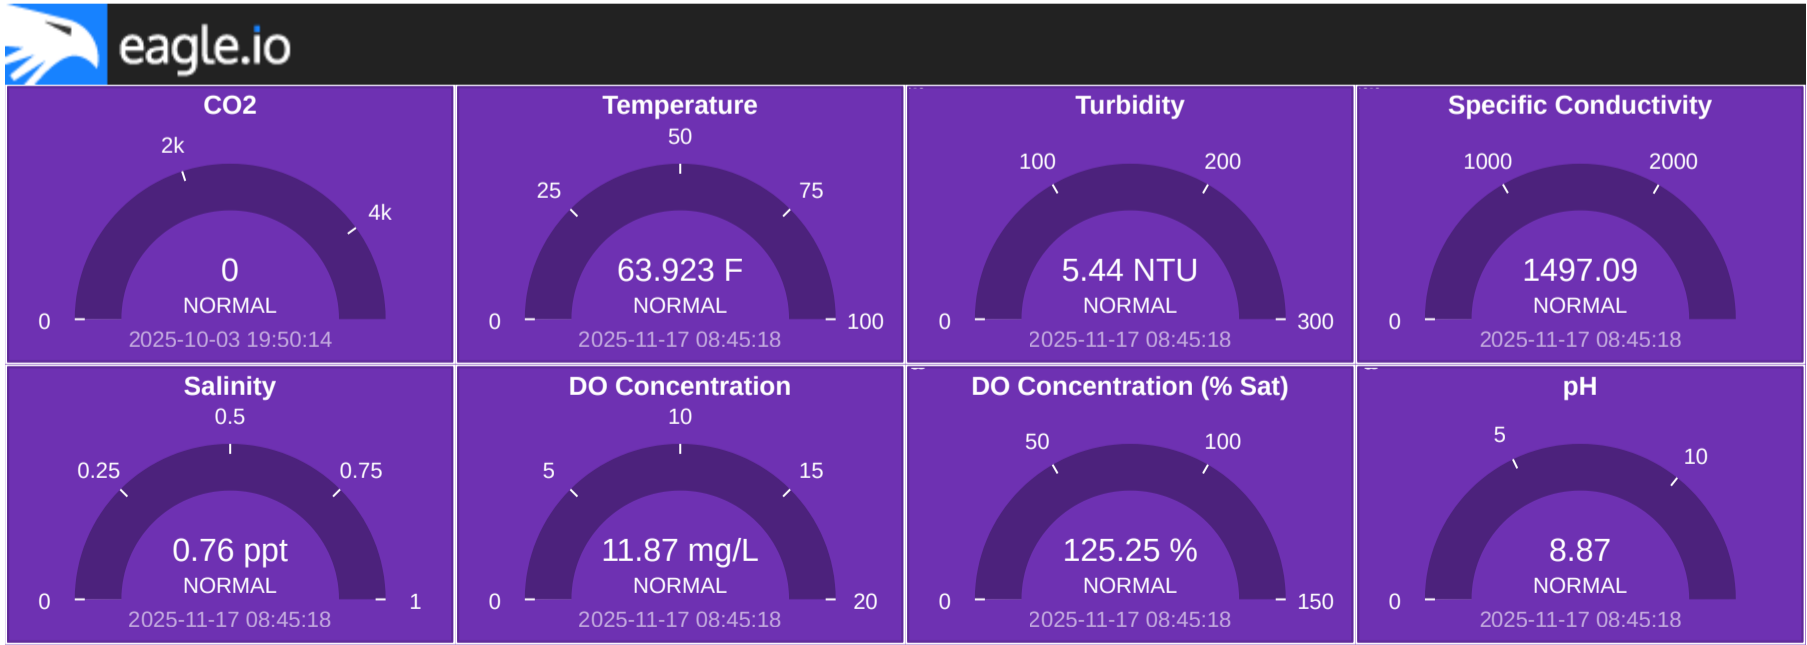 eagle.io
CO2
2k
4k
0
0
NORMAL
2025-10-03 19:50:14
Temperature
50
25
75
63.923 F
NORMAL
0
100
2025-11-17 08:45:18
Turbidity
100
200
5.44 NTU
NORMAL
0
300
2025-11-17 08:45:18
Specific Conductivity
1000
2000
1497.09
NORMAL
0
2025-11-17 08:45:18
Salinity
0.5
0.25
0.75
0.76 ppt
NORMAL
0
1
2025-11-17 08:45:18
DO Concentration
10
5
15
11.87 mg/L
NORMAL
0
20
2025-11-17 08:45:18
DO Concentration (% Sat)
50
100
125.25 %
NORMAL
0
150
2025-11-17 08:45:18
pH
5
10
8.87
NORMAL
0
2025-11-17 08:45:18